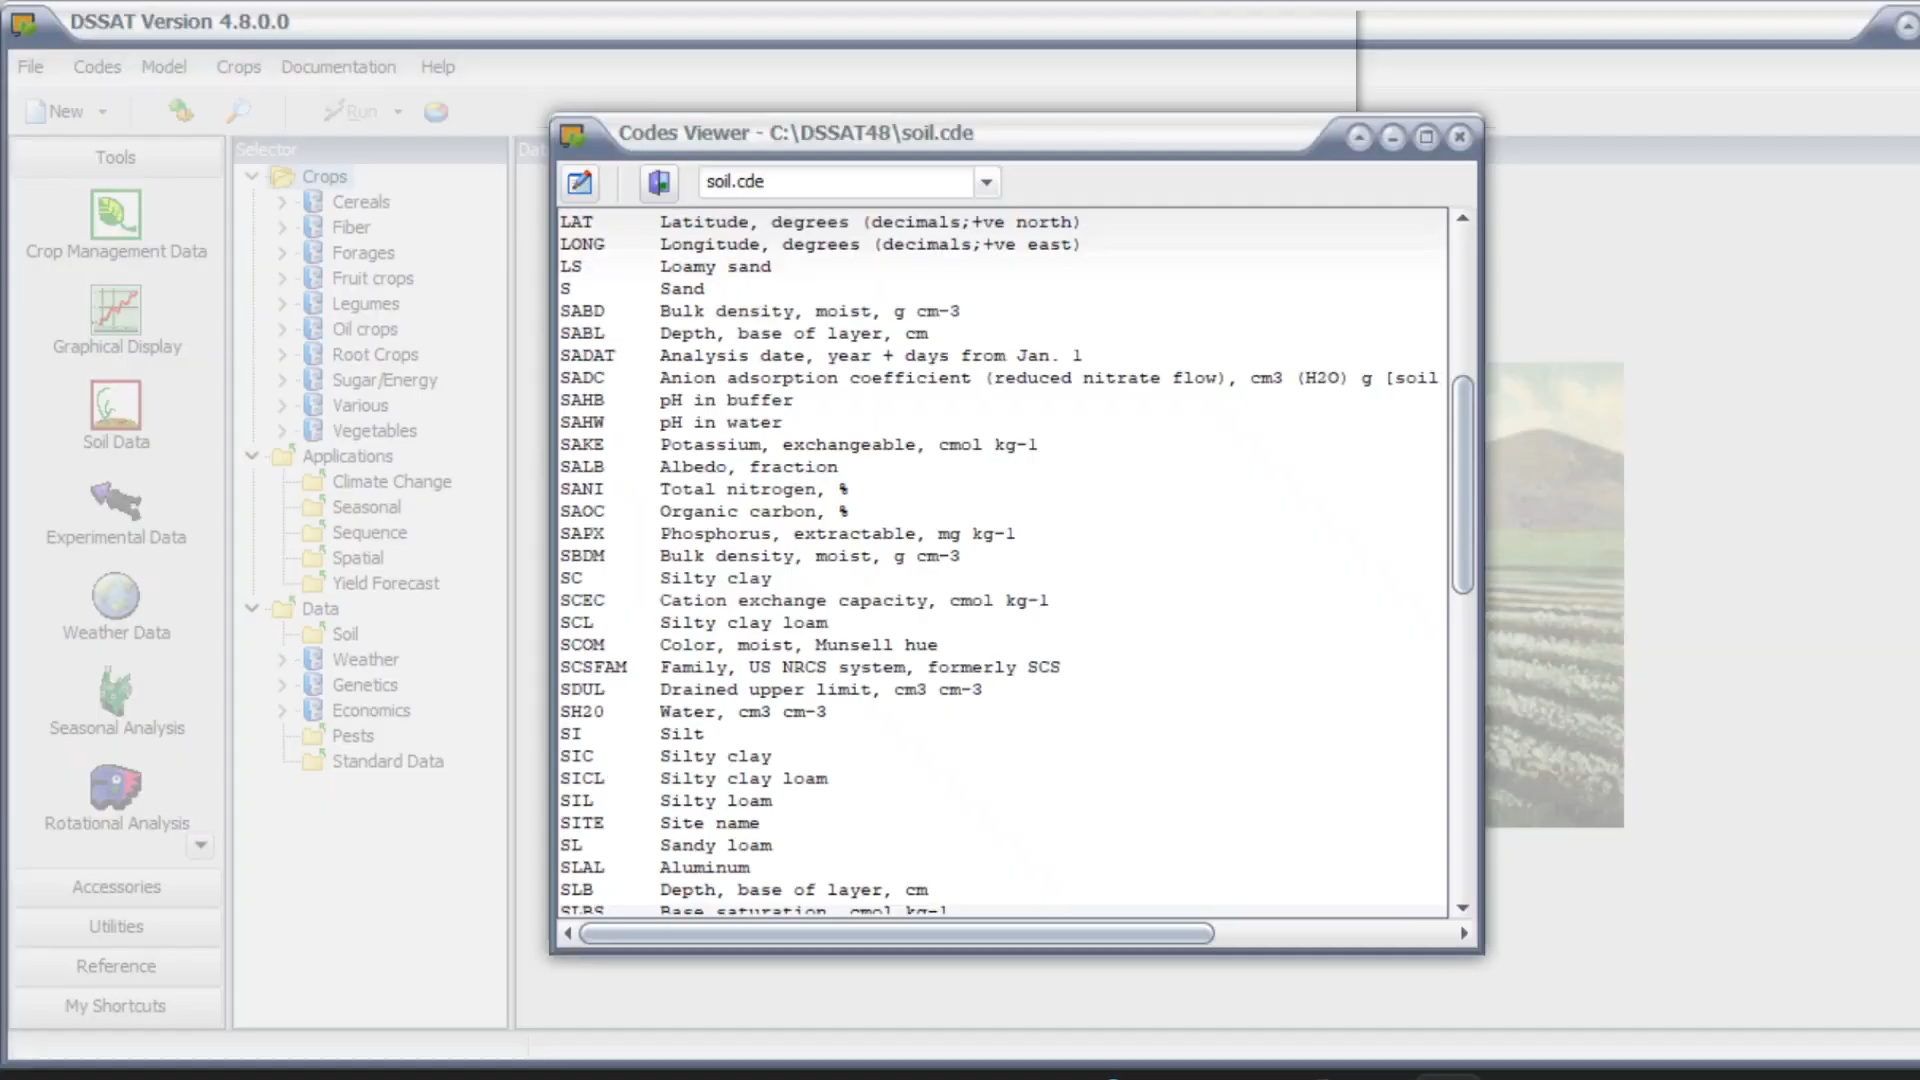 DSSAT Version 4.8.0.0
File Codes Model Crops Documentation Help
New Run
Tools
Crop Management Data
Graphical Display
Soil Data
Experimental Data
Weather Data
Seasonal Analysis
Rotational Analysis
Accessories
Utilities
Reference
My Shortcuts
Selector
Crops
Cereals
Fiber
Forages
Fruit crops
Legumes
Oil crops
Root Crops
Sugar/Energy
Various
Vegetables
Applications
Climate Change
Seasonal
Sequence
Spatial
Yield Forecast
Data
Soil
Weather
Genetics
Economics
Pests
Standard Data
Codes Viewer - C:\DSSAT48\soil.cde
soil.cde
LAT Latitude, degrees (decimals;+ve north)
LONG Longitude, degrees (decimals;+ve east)
LS Loamy sand
S Sand
SABD Bulk density, moist, g cm-3
SABL Depth, base of layer, cm
SADAT Analysis date, year + days from Jan. 1
SADC Anion adsorption coefficient (reduced nitrate flow), cm3 (H2O) g [soil
SAHB pH in buffer
SAHW pH in water
SAKE Potassium, exchangeable, cmol kg-1
SALB Albedo, fraction
SANI Total nitrogen, %
SAOC Organic carbon, %
SAPX Phosphorus, extractable, mg kg-1
SBDM Bulk density, moist, g cm-3
SC Silty clay
SCEC Cation exchange capacity, cmol kg-1
SCL Silty clay loam
SCOM Color, moist, Munsell hue
SCSFAM Family, US NRCS system, formerly SCS
SDUL Drained upper limit, cm3 cm-3
SH2O Water, cm3 cm-3
SI Silt
SIC Silty clay
SICL Silty clay loam
SIL Silty loam
SITE Site name
SL Sandy loam
SLAL Aluminum
SLB Depth, base of layer, cm
SLBS Base saturation, cmol kg-1